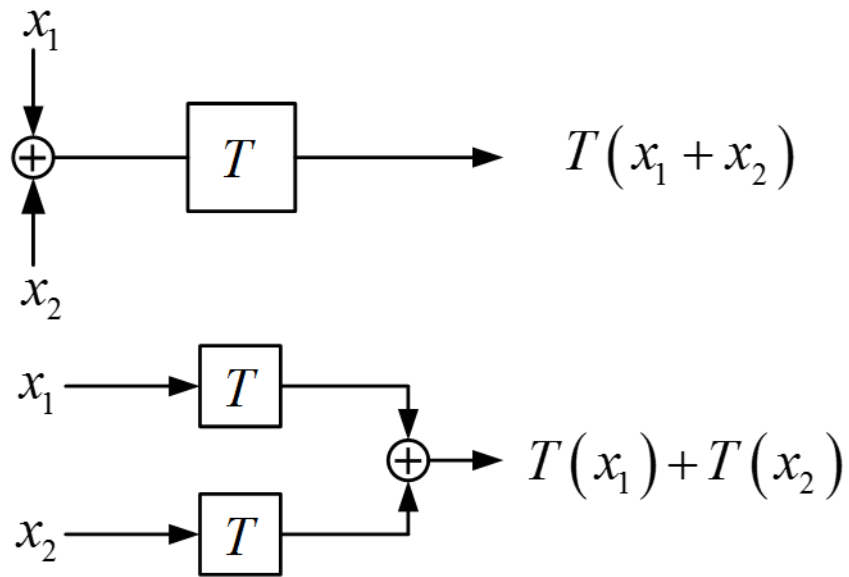 x₁
T
T(x₁ + x₂)
x₂
x₁
T
T(x₁)+T(x₂)
x₂
T